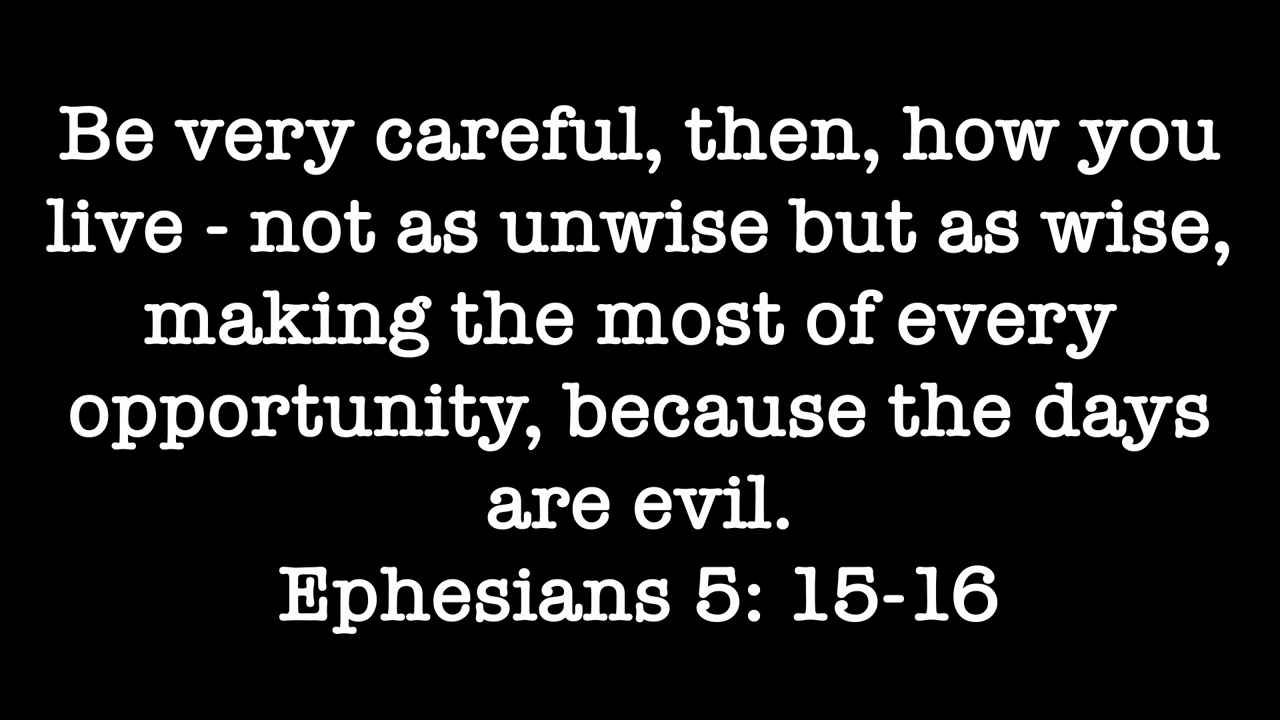 Be very careful, then, how you
live - not as unwise but as wise,
making the most of every
opportunity, because the days
are evil.
Ephesians 5: 15-16